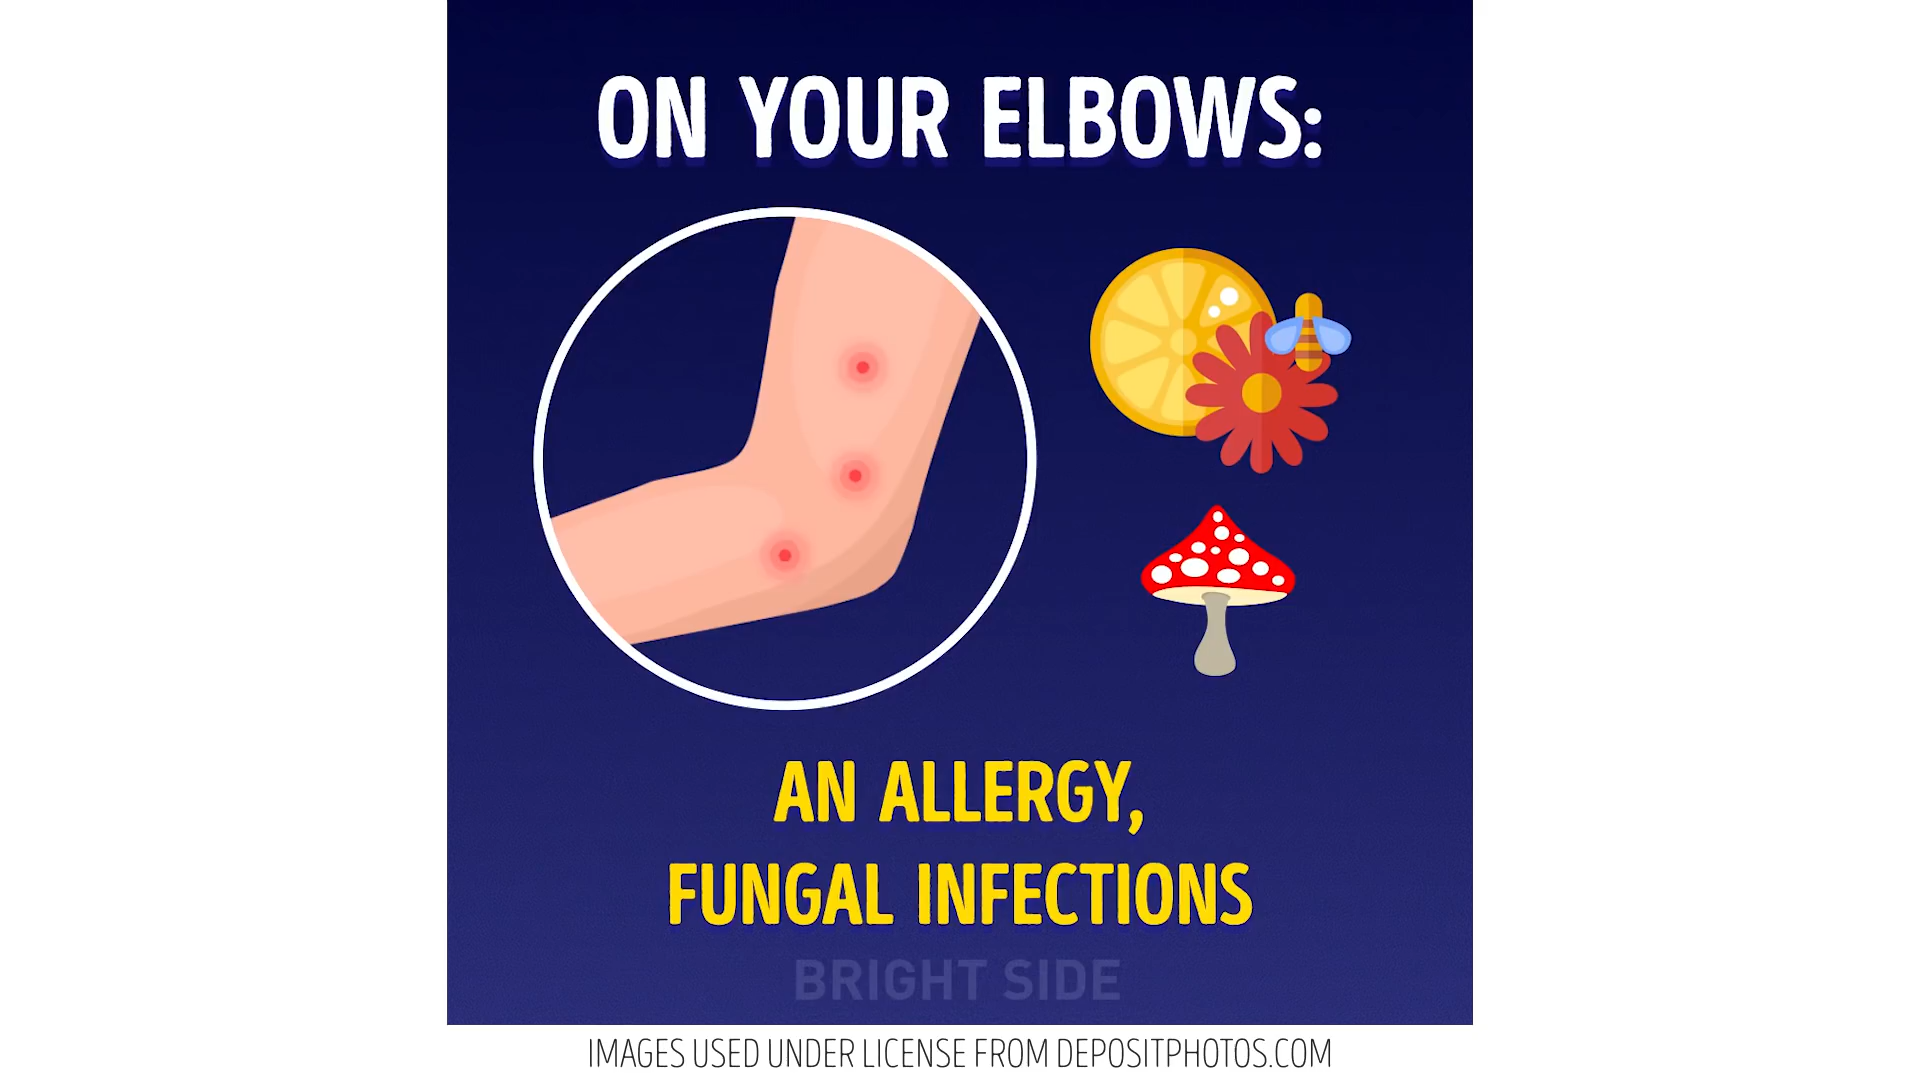 ON YOUR ELBOWS:
AN ALLERGY,
FUNGAL INFECTIONS
BRIGHT SIDE
IMAGES USED UNDER LICENSE FROM DEPOSITPHOTOS.COM